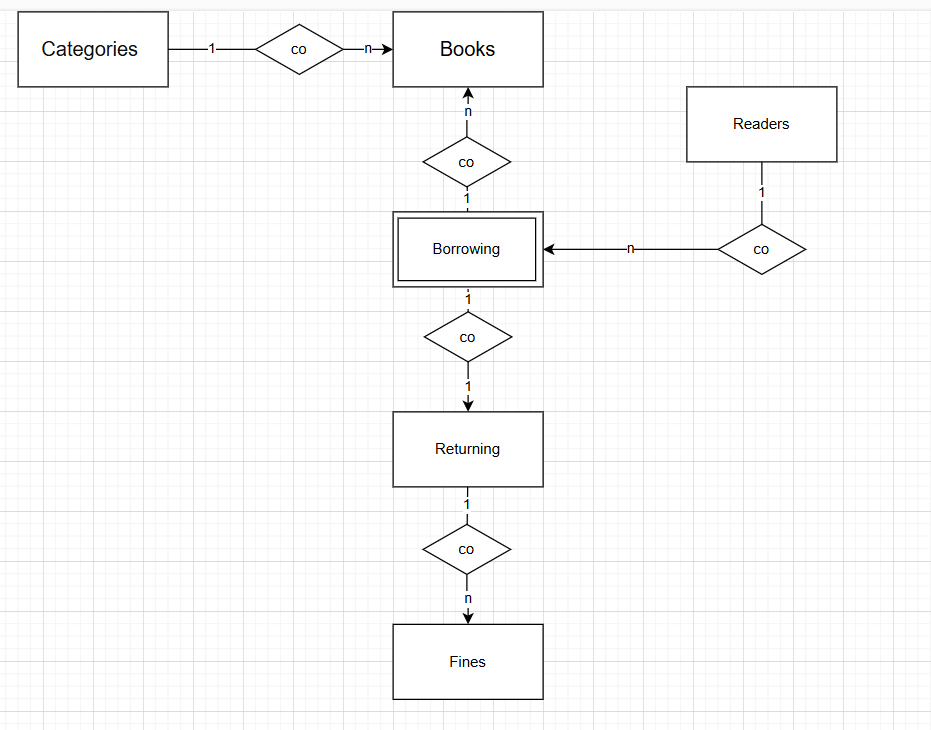 Categories
1
co
n
Books
n
co
1
Readers
1
co
n
Borrowing
1
co
1
Returning
1
co
n
Fines